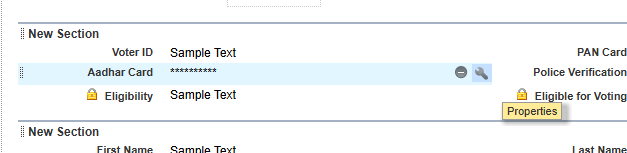 New Section
Voter ID Sample Text PAN Card
Aadhar Card ********** Police Verification
Eligibility Sample Text Eligible for Voting
Properties
New Section
First Name Sample Text Last Name